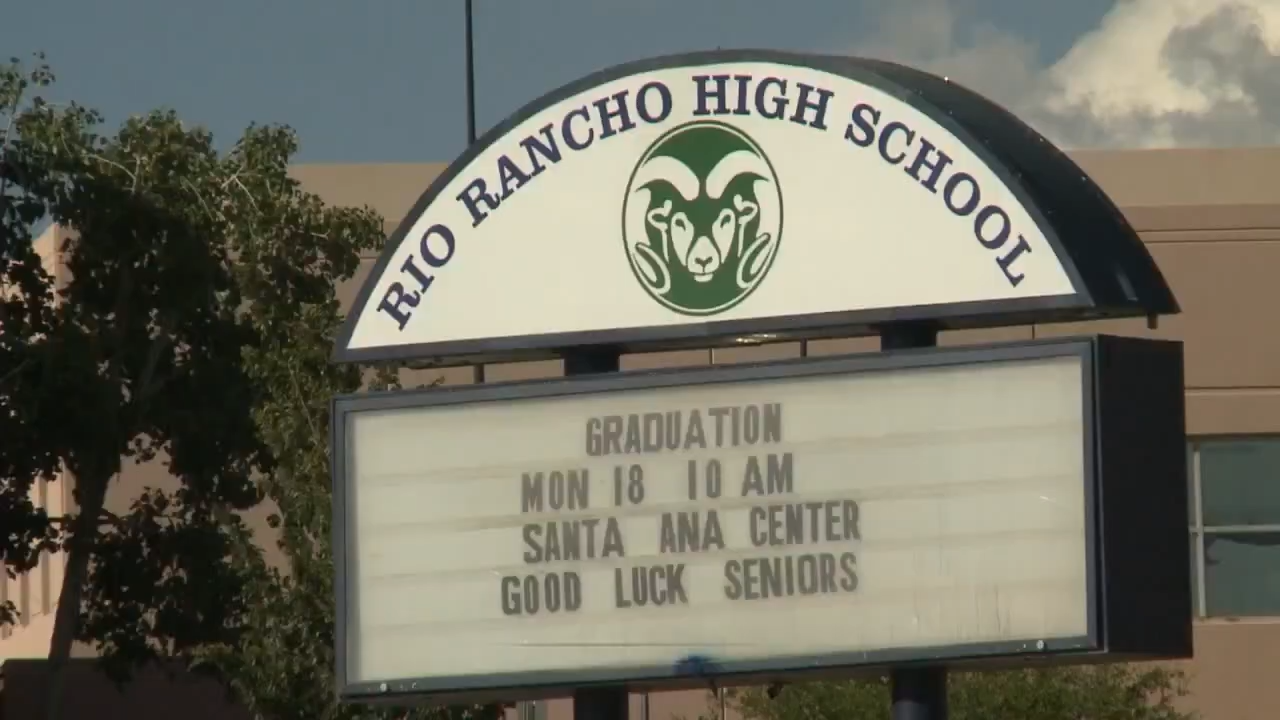 RIO RANCHO HIGH SCHOOL
GRADUATION
MON 18 10 AM
SANTA ANA CENTER
GOOD LUCK SENIORS